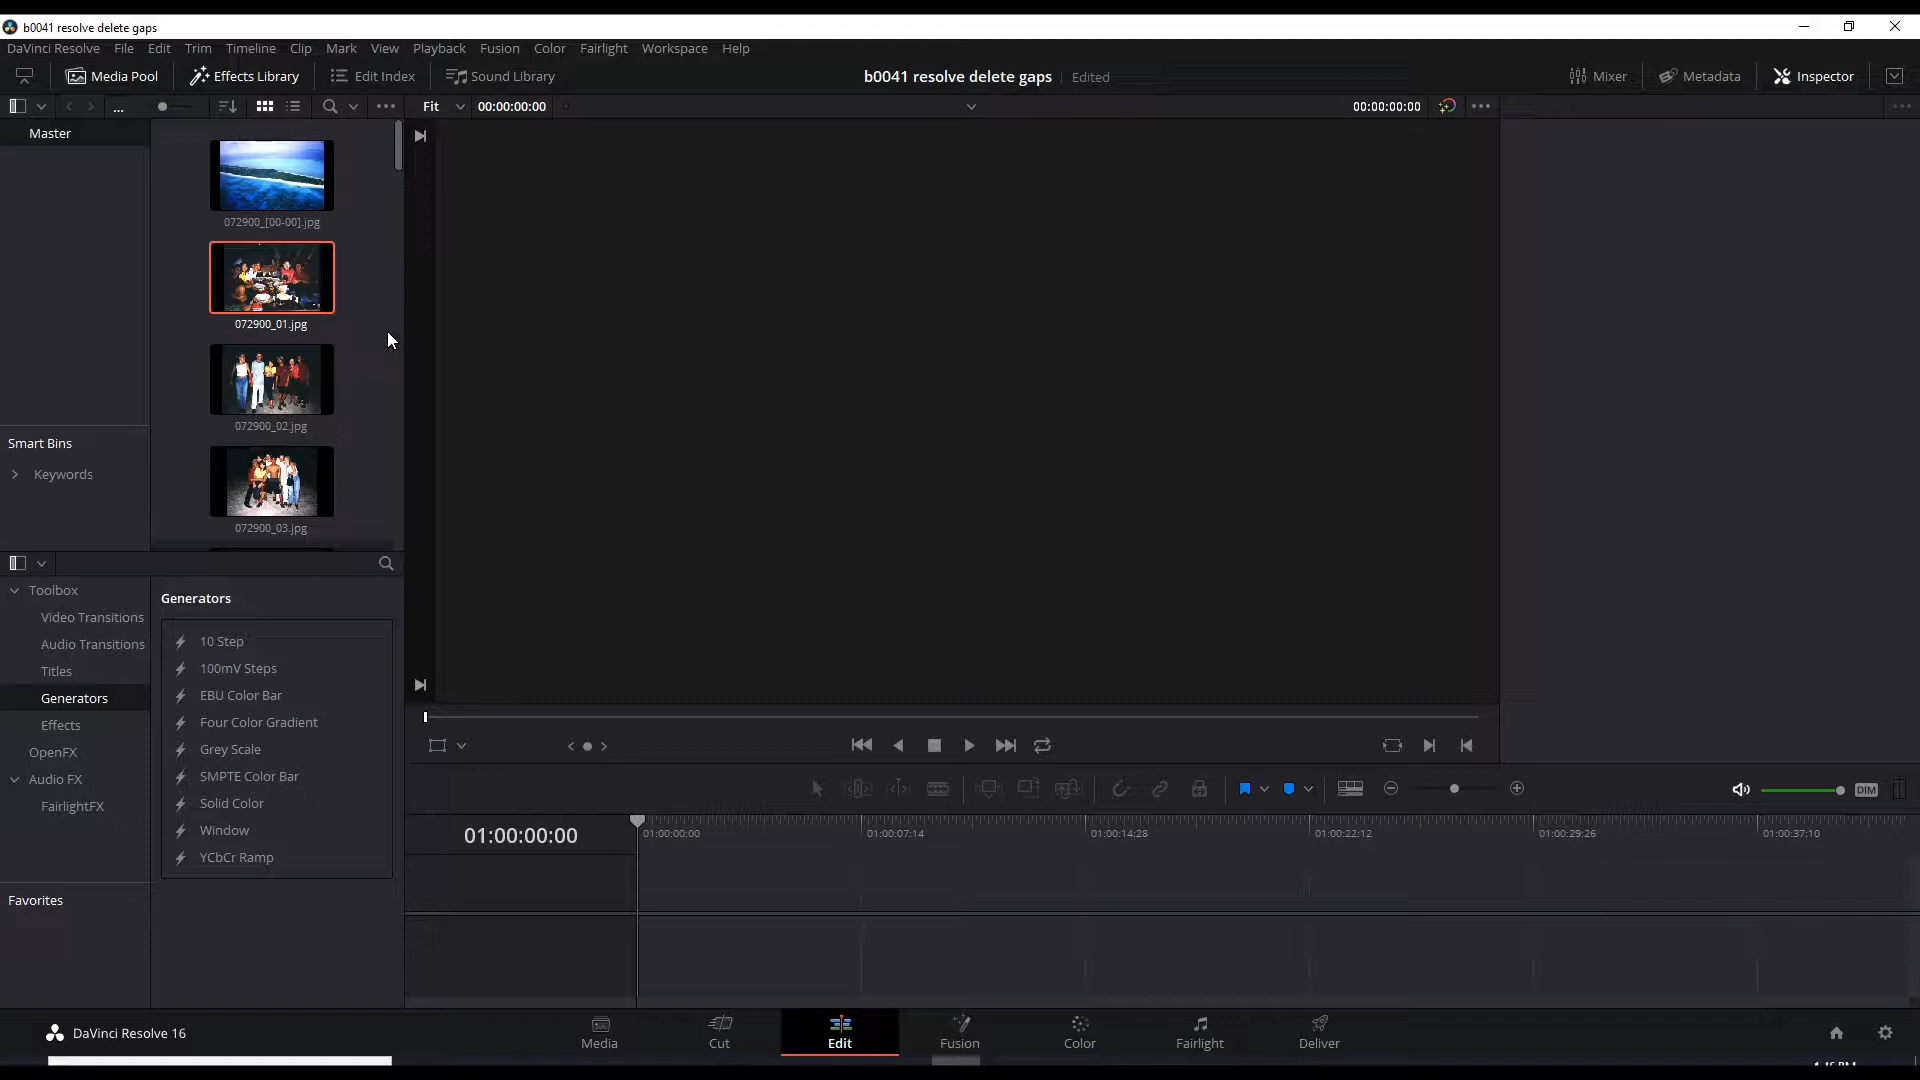 b0041 resolve delete gaps
DaVinci Resolve File Edit Trim Timeline Clip Mark View Playback Fusion Color Fairlight Workspace Help
Media Pool Effects Library Edit Index Sound Library b0041 resolve delete gaps Edited Mixer Metadata Inspector
... Fit 00:00:00:00 00:00:00:00
Master
072900_[00-00].jpg
072900_01.jpg
072900_02.jpg
Smart Bins
Keywords
072900_03.jpg
Toolbox
Video Transitions
Audio Transitions
Titles
Generators
Effects
OpenFX
Audio FX
FairlightFX
Favorites
Generators
10 Step
100mV Steps
EBU Color Bar
Four Color Gradient
Grey Scale
SMPTE Color Bar
Solid Color
Window
YCbCr Ramp
DIM
01:00:00:00 01:00:00:00 01:00:07:14 01:00:14:28 01:00:22:12 01:00:29:26 01:00:37:10
DaVinci Resolve 16 Media Cut Edit Fusion Color Fairlight Deliver